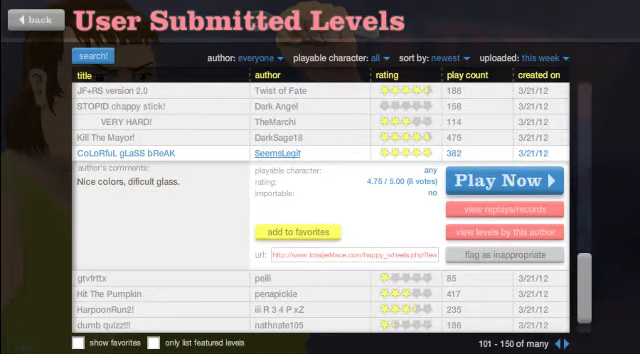 back
User Submitted Levels
search!
author: everyone playable character: all sort by: newest uploaded: this week
title author rating play count created on
JF+RS version 2.0 Twist of Fate 188 3/21/12
STOPID chappy stick! Dark Angel 158 3/21/12
VERY HARD! TheMarchi 114 3/21/12
Kill The Mayor! DarkSage18 475 3/21/12
CoLoRfuL gLaSS bReAK SeemsLegit 382 3/21/12
author's comments:
Nice colors, dificult glass.
playable character: any
rating: 4.75 / 5.00 (8 votes)
importable: no
Play Now
view replays/records
add to favorites
view levels by this author
url: http://www.totaljerkface.com/happy_wheels.php?lev
flag as inappropriate
gtvfrttx pelli 85 3/21/12
Hit The Pumpkin penapickle 417 3/21/12
HarpoonRun2! iii R 3 4 P xZ 235 3/21/12
dumb quizz!!! nathnate105 186 3/21/12
show favorites only list featured levels
101 - 150 of many